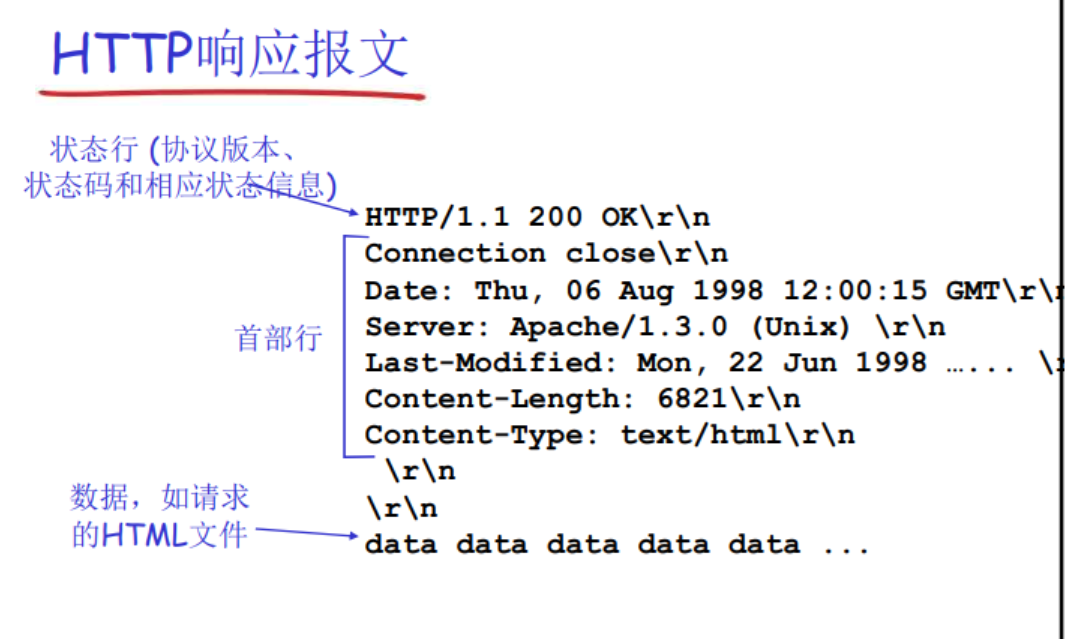 HTTP响应报文
状态行 (协议版本、
状态码和相应状态信息)
HTTP/1.1 200 OK\r\n
Connection close\r\n
Date: Thu, 06 Aug 1998 12:00:15 GMT\r\n
首部行
Server: Apache/1.3.0 (Unix) \r\n
Last-Modified: Mon, 22 Jun 1998 …... \r
Content-Length: 6821\r\n
Content-Type: text/html\r\n
\r\n
\r\n
数据，如请求
的HTML文件
data data data data data ...